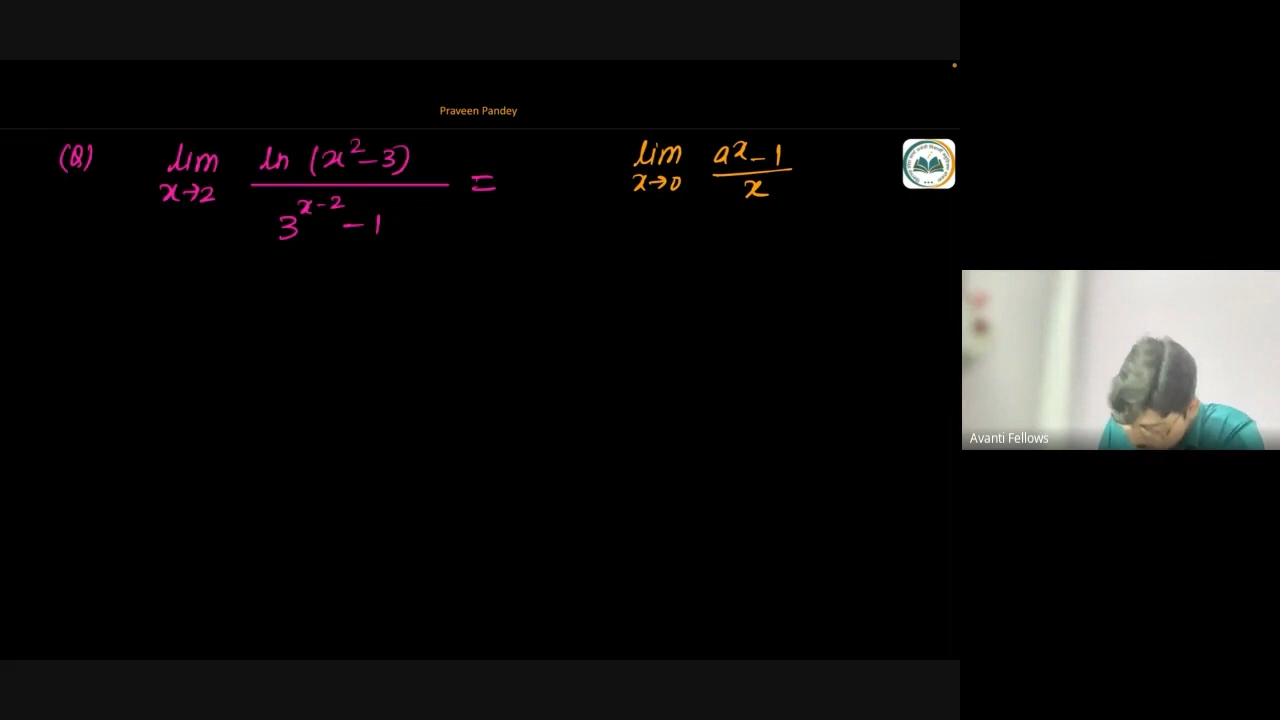 Praveen Pandey
(Q) lim x→2 ln (x² - 3) / 3^(x-2) - 1 =
lim x→0 a^x - 1 / x
Avanti Fellows